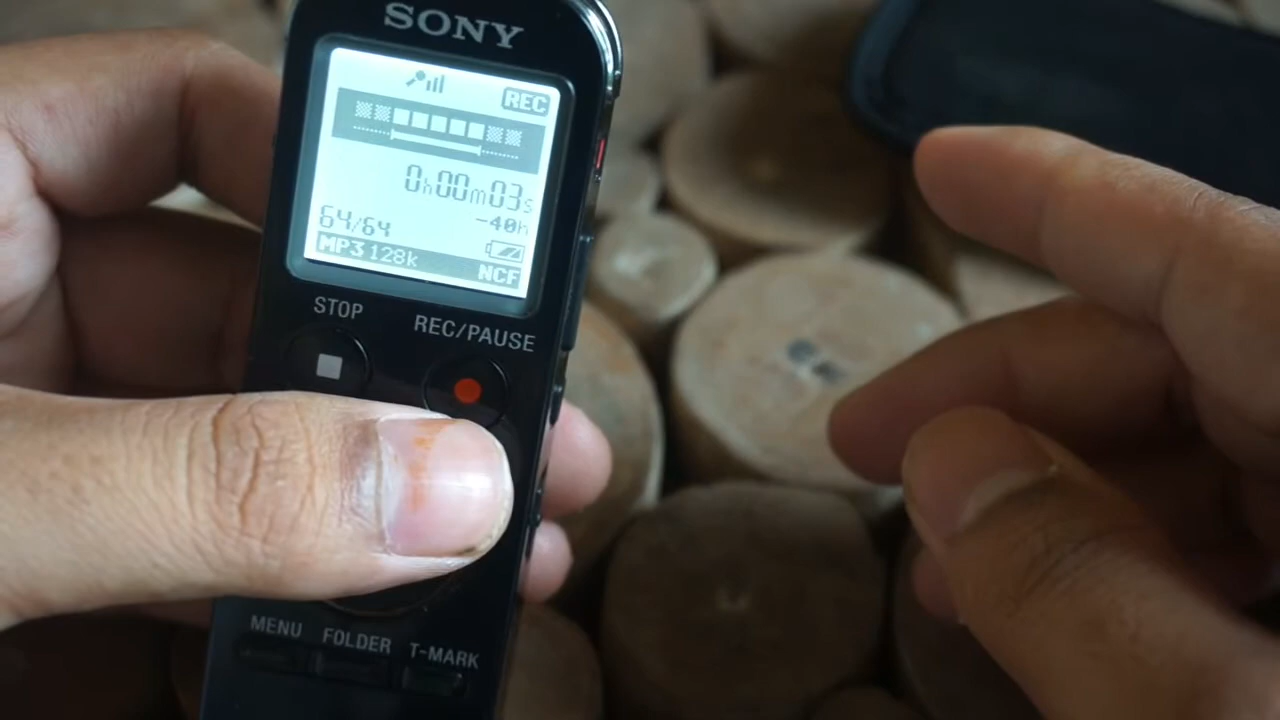 SONY
REC
0h00m03s
64/64 -40h
MP3 128k NCF
STOP REC/PAUSE
MENU FOLDER T-MARK